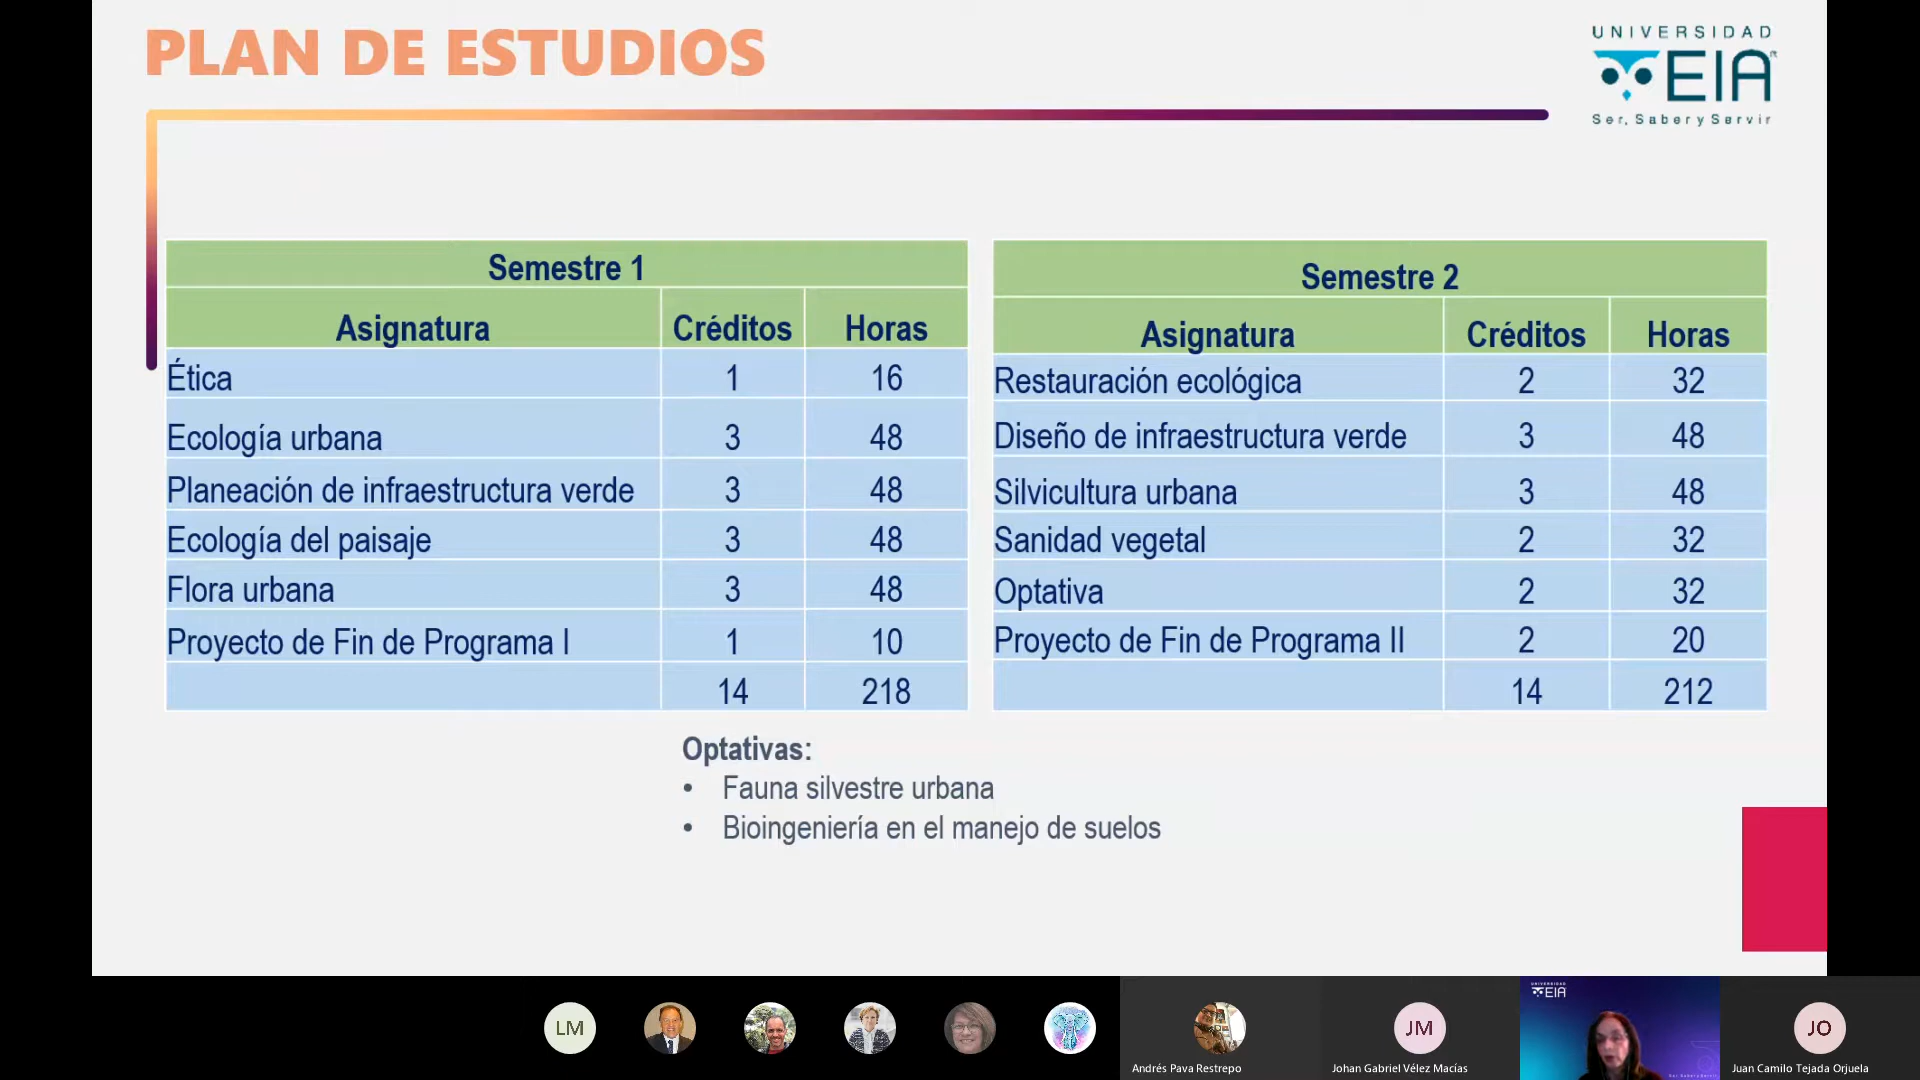 PLAN DE ESTUDIOS
UNIVERSIDAD
EIA
Ser, Saber y Servir
Semestre 1
Asignatura Créditos Horas
Ética 1 16
Ecología urbana 3 48
Planeación de infraestructura verde 3 48
Ecología del paisaje 3 48
Flora urbana 3 48
Proyecto de Fin de Programa I 1 10
14 218
Semestre 2
Asignatura Créditos Horas
Restauración ecológica 2 32
Diseño de infraestructura verde 3 48
Silvicultura urbana 3 48
Sanidad vegetal 2 32
Optativa 2 32
Proyecto de Fin de Programa II 2 20
14 212
Optativas:
• Fauna silvestre urbana
• Bioingeniería en el manejo de suelos
LM
JM
UNIVERSIDAD
EIA
JO
Andrés Pava Restrepo
Johan Gabriel Vélez Macías
Ser, Saber y Servir
Juan Camilo Tejada Orjuela